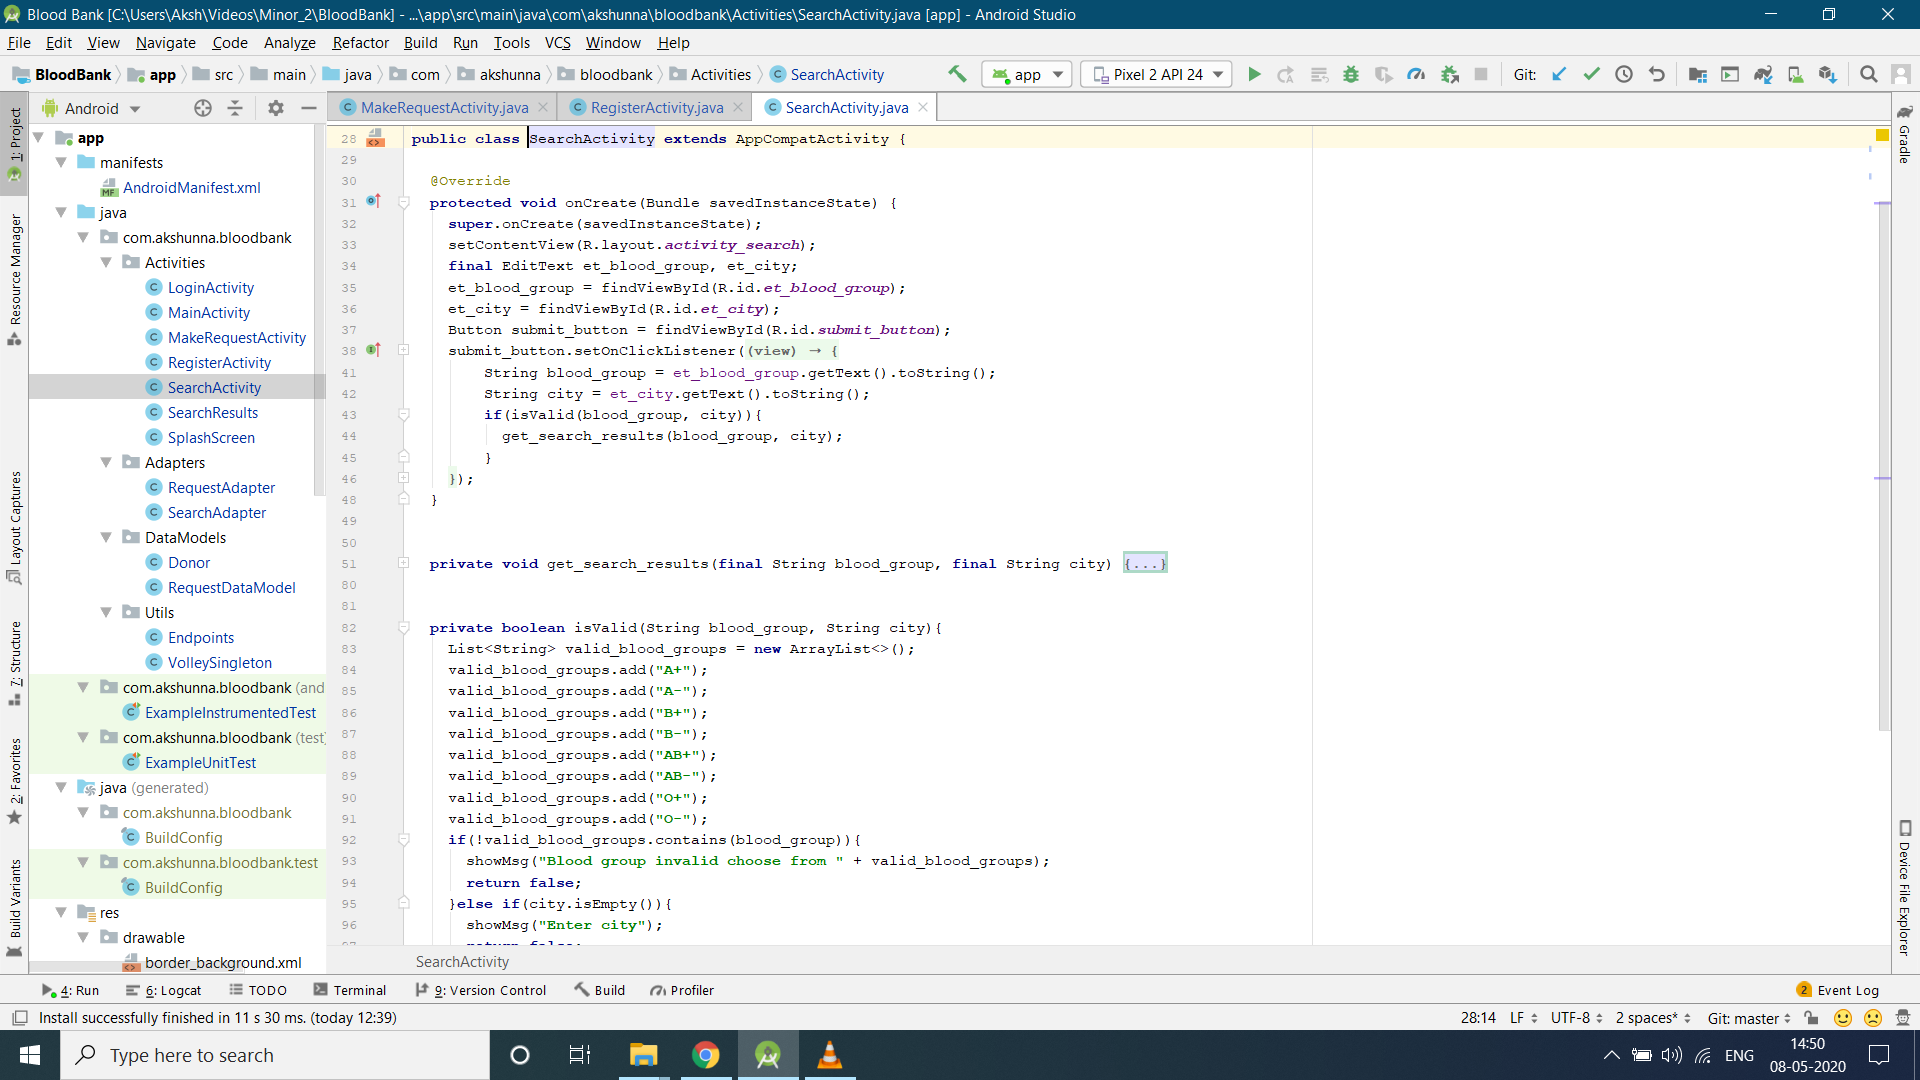 Blood Bank [C:\Users\Aksh\Videos\Minor_2\BloodBank] - ...\app\src\main\java\com\akshunna\bloodbank\Activities\SearchActivity.java [app] - Android Studio
File Edit View Navigate Code Analyze Refactor Build Run Tools VCS Window Help
BloodBank app src main java com akshunna bloodbank Activities SearchActivity app Pixel 2 API 24 Git:
Android
MakeRequestActivity.java RegisterActivity.java SearchActivity.java
1: Project
Resource Manager
Layout Captures
7: Structure
2: Favorites
Build Variants
app
manifests
AndroidManifest.xml
java
com.akshunna.bloodbank
Activities
LoginActivity
MainActivity
MakeRequestActivity
RegisterActivity
SearchActivity
SearchResults
SplashScreen
Adapters
RequestAdapter
SearchAdapter
DataModels
Donor
RequestDataModel
Utils
Endpoints
VolleySingleton
com.akshunna.bloodbank (and
ExampleInstrumentedTest
com.akshunna.bloodbank (test)
ExampleUnitTest
java (generated)
com.akshunna.bloodbank
BuildConfig
com.akshunna.bloodbank.test
BuildConfig
res
drawable
border_background.xml
28 public class SearchActivity extends AppCompatActivity {
29
30 @Override
31 protected void onCreate(Bundle savedInstanceState) {
32 super.onCreate(savedInstanceState);
33 setContentView(R.layout.activity_search);
34 final EditText et_blood_group, et_city;
35 et_blood_group = findViewById(R.id.et_blood_group);
36 et_city = findViewById(R.id.et_city);
37 Button submit_button = findViewById(R.id.submit_button);
38 submit_button.setOnClickListener((view) → {
41 String blood_group = et_blood_group.getText().toString();
42 String city = et_city.getText().toString();
43 if(isValid(blood_group, city)){
44 get_search_results(blood_group, city);
45 }
46 });
48 }
49
50
51 private void get_search_results(final String blood_group, final String city) {...}
80
81
82 private boolean isValid(String blood_group, String city){
83 List<String> valid_blood_groups = new ArrayList<>();
84 valid_blood_groups.add("A+");
85 valid_blood_groups.add("A-");
86 valid_blood_groups.add("B+");
87 valid_blood_groups.add("B-");
88 valid_blood_groups.add("AB+");
89 valid_blood_groups.add("AB-");
90 valid_blood_groups.add("O+");
91 valid_blood_groups.add("O-");
92 if(!valid_blood_groups.contains(blood_group)){
93 showMsg("Blood group invalid choose from " + valid_blood_groups);
94 return false;
95 }else if(city.isEmpty()){
96 showMsg("Enter city");
97 return false;
SearchActivity
Gradle
Device File Explorer
4: Run 6: Logcat TODO Terminal 9: Version Control Build Profiler 2 Event Log
Install successfully finished in 11 s 30 ms. (today 12:39) 28:14 LF UTF-8 2 spaces* Git: master
Type here to search ENG 14:50
08-05-2020